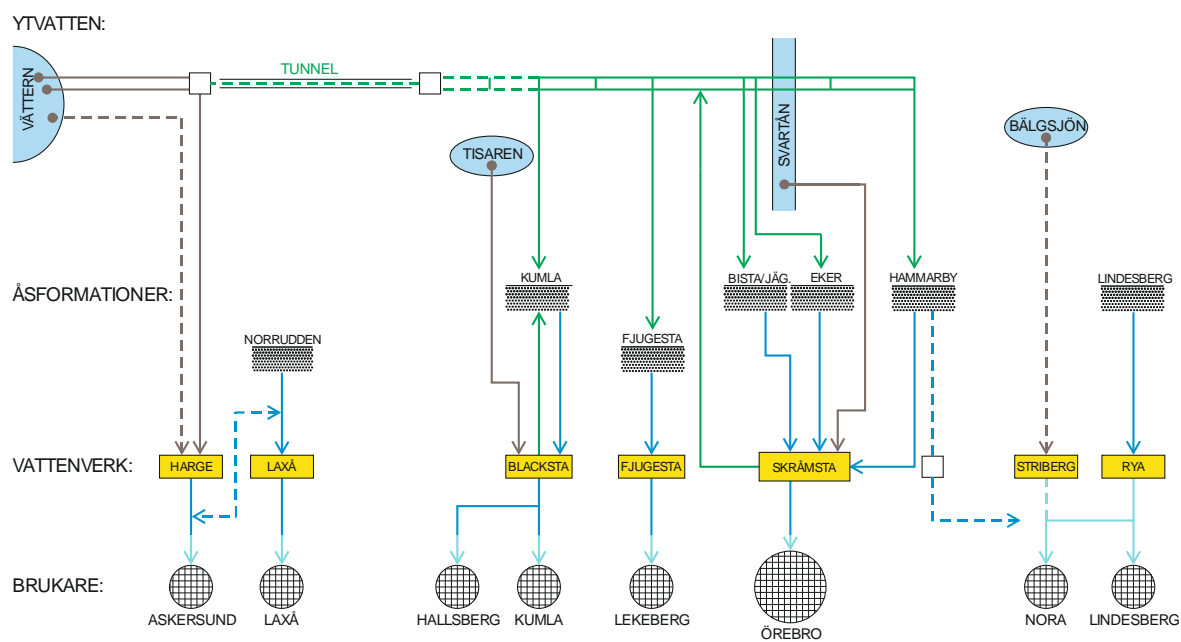 YTVATTEN:
VÄTTERN
TUNNEL
TISAREN
SVARTÅN
BÄLGSJÖN
ÅSFORMATIONER:
NORRUDDEN
KUMLA
FJUGESTA
BISTA/JÄG.
EKER
HAMMARBY
LINDESBERG
VATTENVERK:
HARGE
LAXÅ
BLACKSTA
FJUGESTA
SKRÅMSTA
STRIBERG
RYA
BRUKARE:
ASKERSUND
LAXÅ
HALLSBERG
KUMLA
LEKEBERG
ÖREBRO
NORA
LINDESBERG